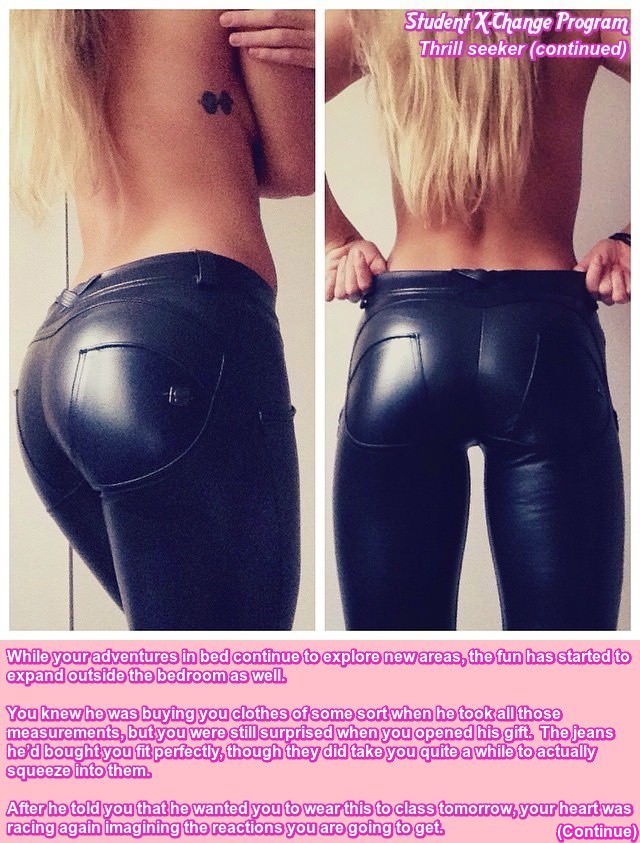 Student X-Change Program
Thrill seeker (continued)
While your adventures in bed continue to explore new areas, the fun has started to
expand outside the bedroom as well.
You knew he was buying you clothes of some sort when he took all those
measurements, but you were still surprised when you opened his gift.  The jeans
he'd bought you fit perfectly, though they did take you quite a while to actually
squeeze into them.
After he told you that he wanted you to wear this to class tomorrow, your heart was
racing again imagining the reactions you are going to get.
(Continue)